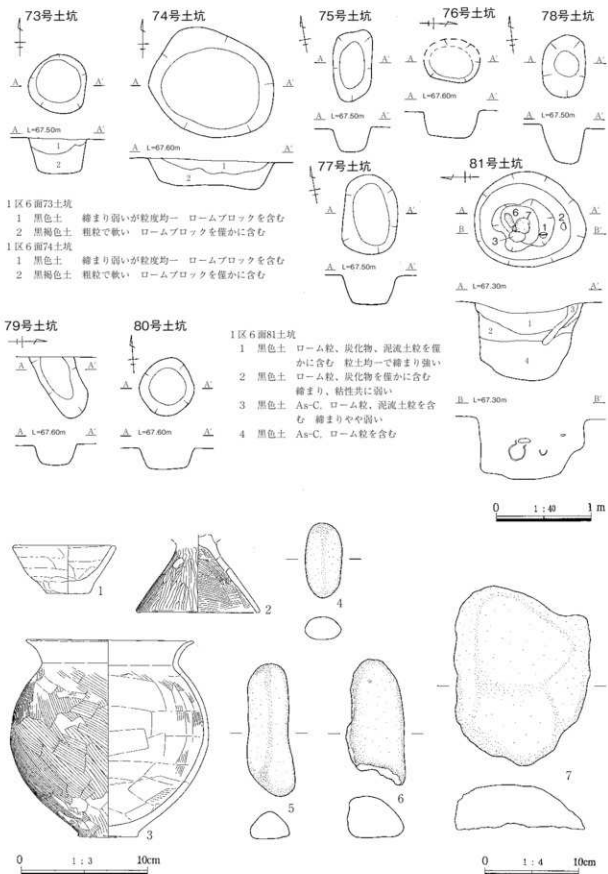 73号土坑
74号土坑
75号土坑
76号土坑
78号土坑
A A'
A A'
A A'
A A'
A A'
A L=67.50m A'
A L=67.60m A'
A L=67.50m A'
A L=67.60m A'
A L=67.50m A'
1
2
1
2
1区6面73土坑
1 黒色土 締まり弱いが粒度均一 ロームブロックを含む
2 黒褐色土 粗粒で軟い ロームブロックを僅かに含む
1区6面74土坑
1 黒色土 締まり弱いが粒度均一 ロームブロックを含む
2 黒褐色土 粗粒で軟い ロームブロックを僅かに含む
77号土坑
A A'
A L=67.50m A'
81号土坑
A A'
B B'
6 7 1 2
3
A L=67.30m A'
1
2
3
4
B L=67.30m B'
79号土坑
80号土坑
A A'
A A'
A L=67.60m A'
A L=67.60m A'
1区6面81土坑
1 黒色土 ローム粒、炭化物、泥流土粒を僅
かに含む 粒土均一で締まり強い
2 黒色土 ローム粒、炭化物を僅かに含む
締まり、粘性共に弱い
3 黒色土 As-C、ローム粒、泥流土粒を含
む 締まりやや弱い
4 黒色土 As-C、ローム粒を含む
0 1:40 1m
1
2
4
3
5
6
7
0 1:3 10cm
0 1:4 10cm